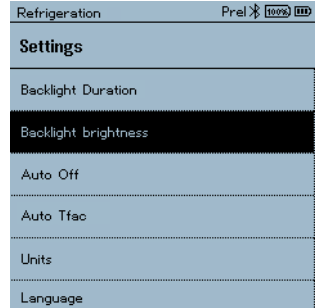 Refrigeration Prel 100%
Settings
Backlight Duration
Backlight brightness
Auto Off
Auto Tfac
Units
Language